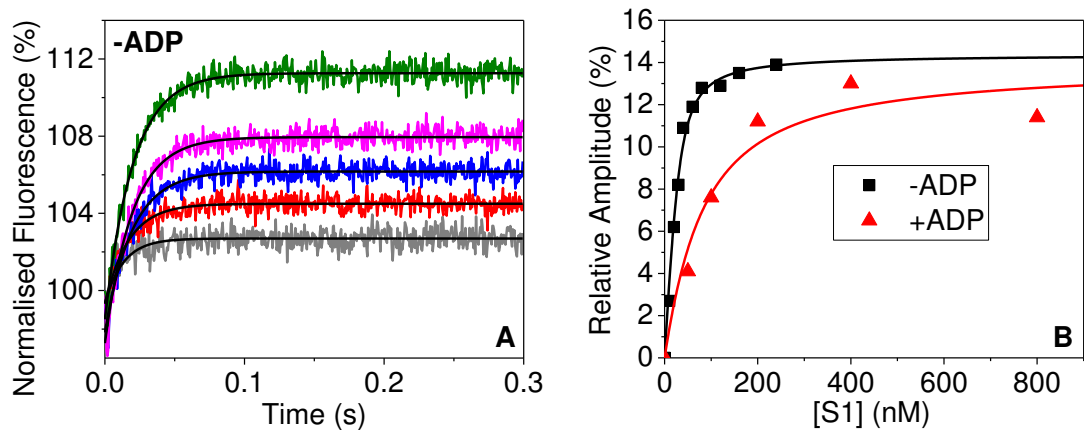 -ADP
Normalised Fluorescence (%)
112
108
104
100
0.0 0.1 0.2 0.3
Time (s)
A
Relative Amplitude (%)
16
14
12
10
8
6
4
2
0
0 200 400 600 800
[S1] (nM)
-ADP
+ADP
B